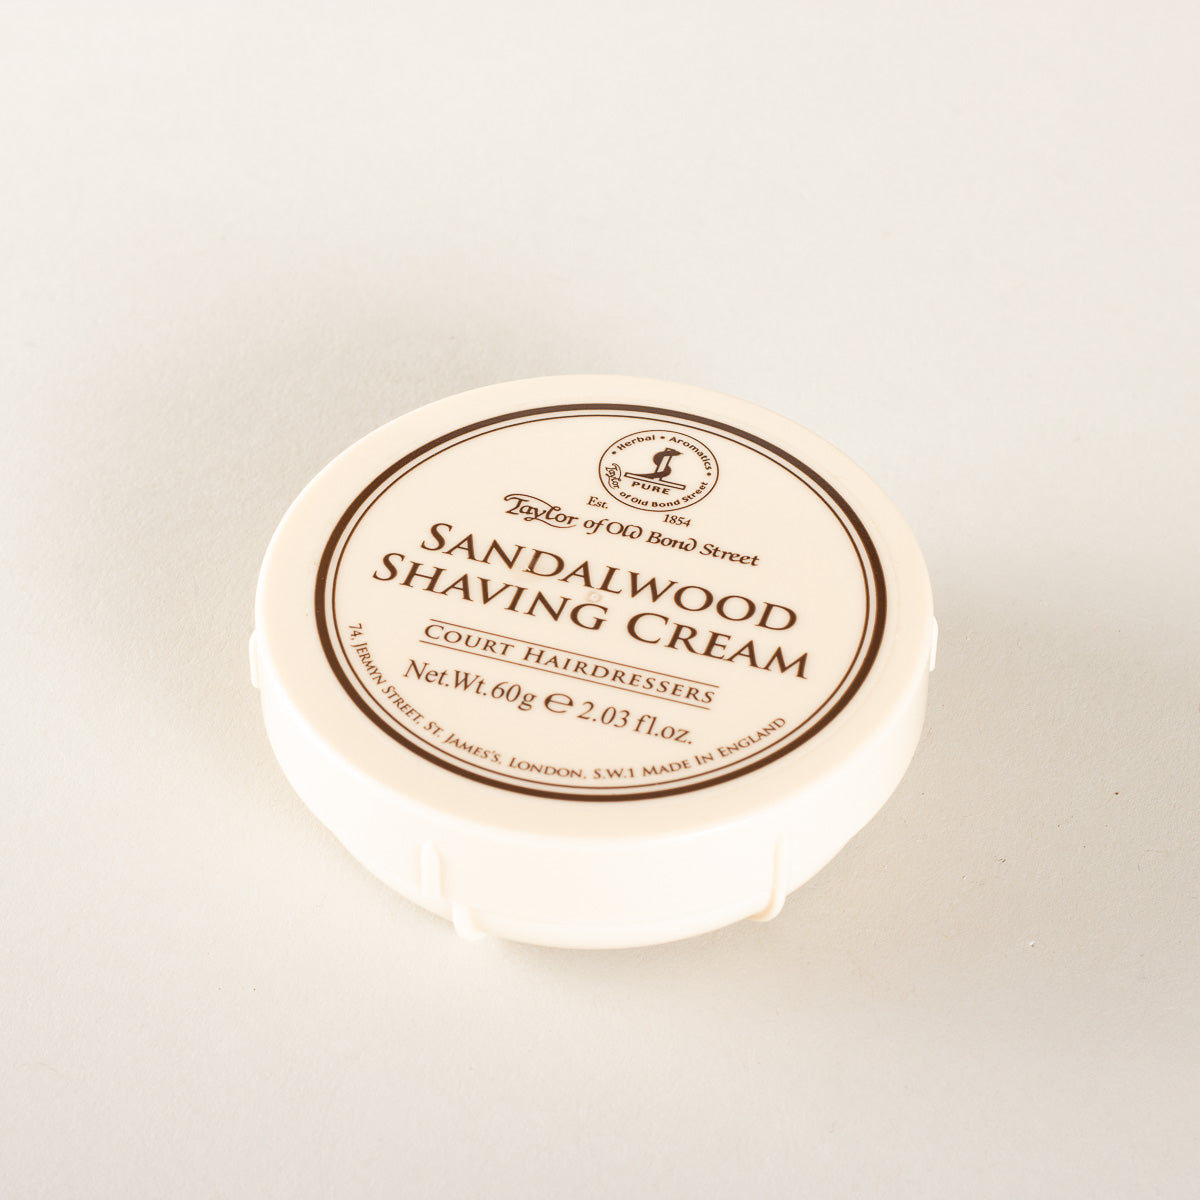 • Herbal • Aromatics •
PURE
Taylor of Old Bond Street
Est. 1854
Taylor of Old Bond Street
SANDALWOOD
SHAVING CREAM
COURT HAIRDRESSERS
Net.Wt.60g ℮ 2.03 fl.oz.
74, JERMYN STREET, ST. JAMES'S, LONDON. S.W.1 MADE IN ENGLAND